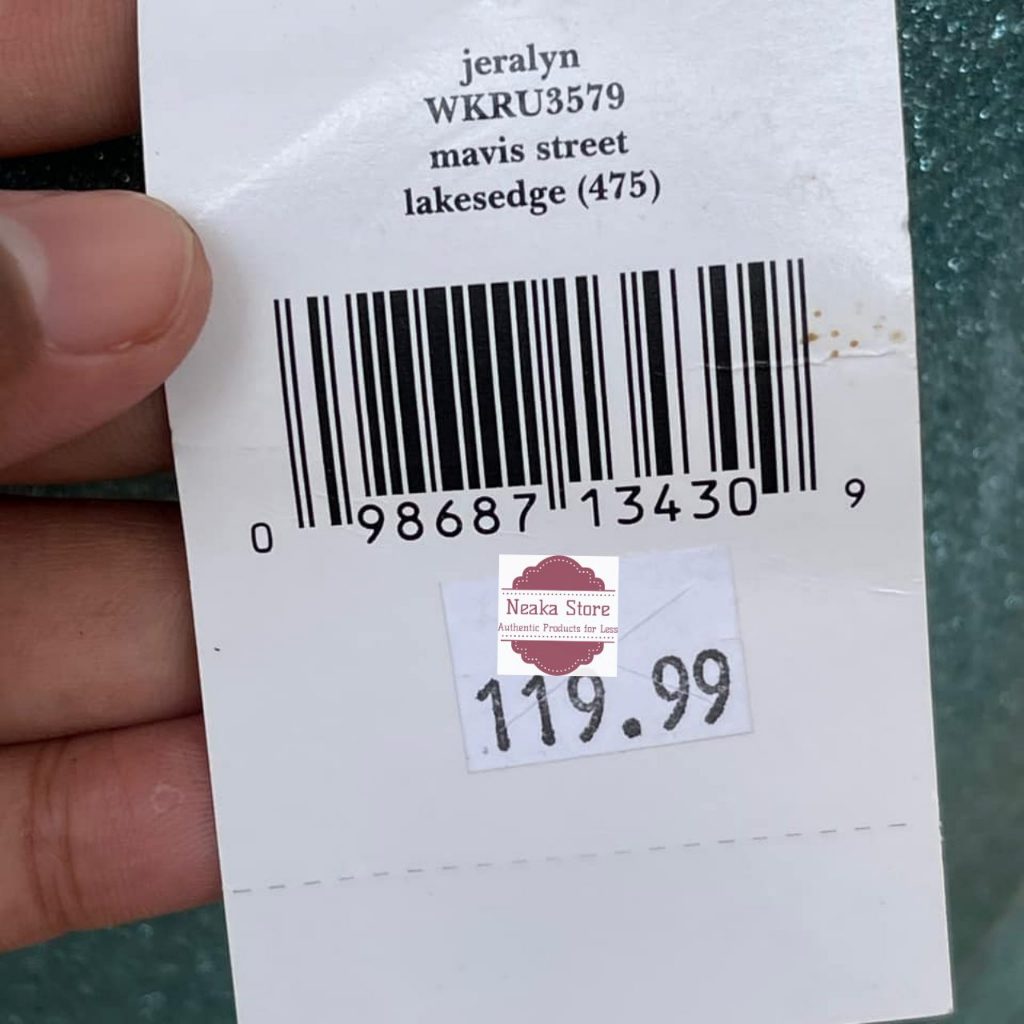 jeralyn
WKRU3579
mavis street
lakesedge (475)
0 98687 13430 9
Neaka Store
Authentic Products for Less
119.99